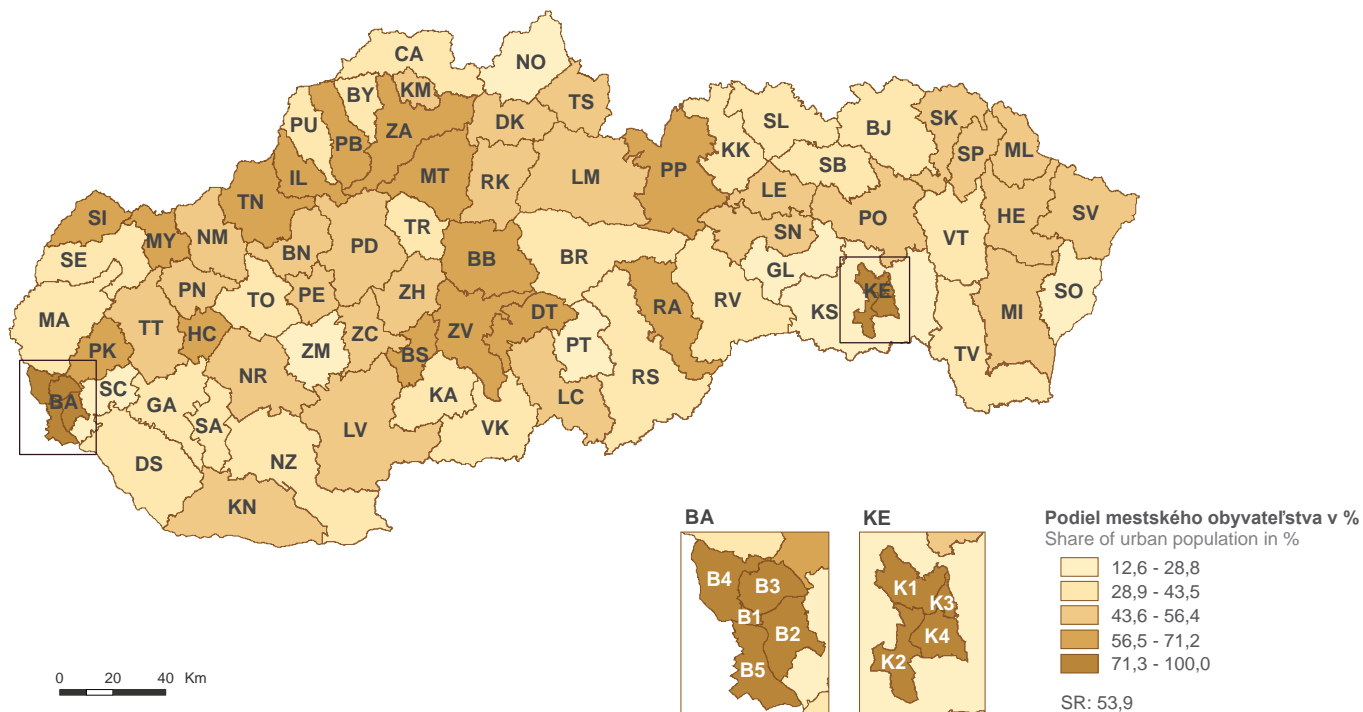 CA
NO
BY
KM
TS
PU
PB
ZA
DK
SL
BJ
SK
KK
SB
SP
ML
IL
MT
RK
LM
PP
LE
TN
SI
MY
NM
BN
PD
TR
BB
BR
SN
PO
HE
SV
VT
SE
PN
TO
PE
ZH
GL
RV
KS
KE
SO
MA
TT
HC
ZM
ZC
BS
ZV
DT
RA
PT
MI
PK
SC
BA
GA
NR
KA
LC
RS
TV
SA
LV
VK
DS
NZ
KN
0 20 40 Km
BA
B4
B3
B1
B2
B5
KE
K1
K3
K4
K2
Podiel mestského obyvateľstva v %
Share of urban population in %
12,6 - 28,8
28,9 - 43,5
43,6 - 56,4
56,5 - 71,2
71,3 - 100,0
SR: 53,9